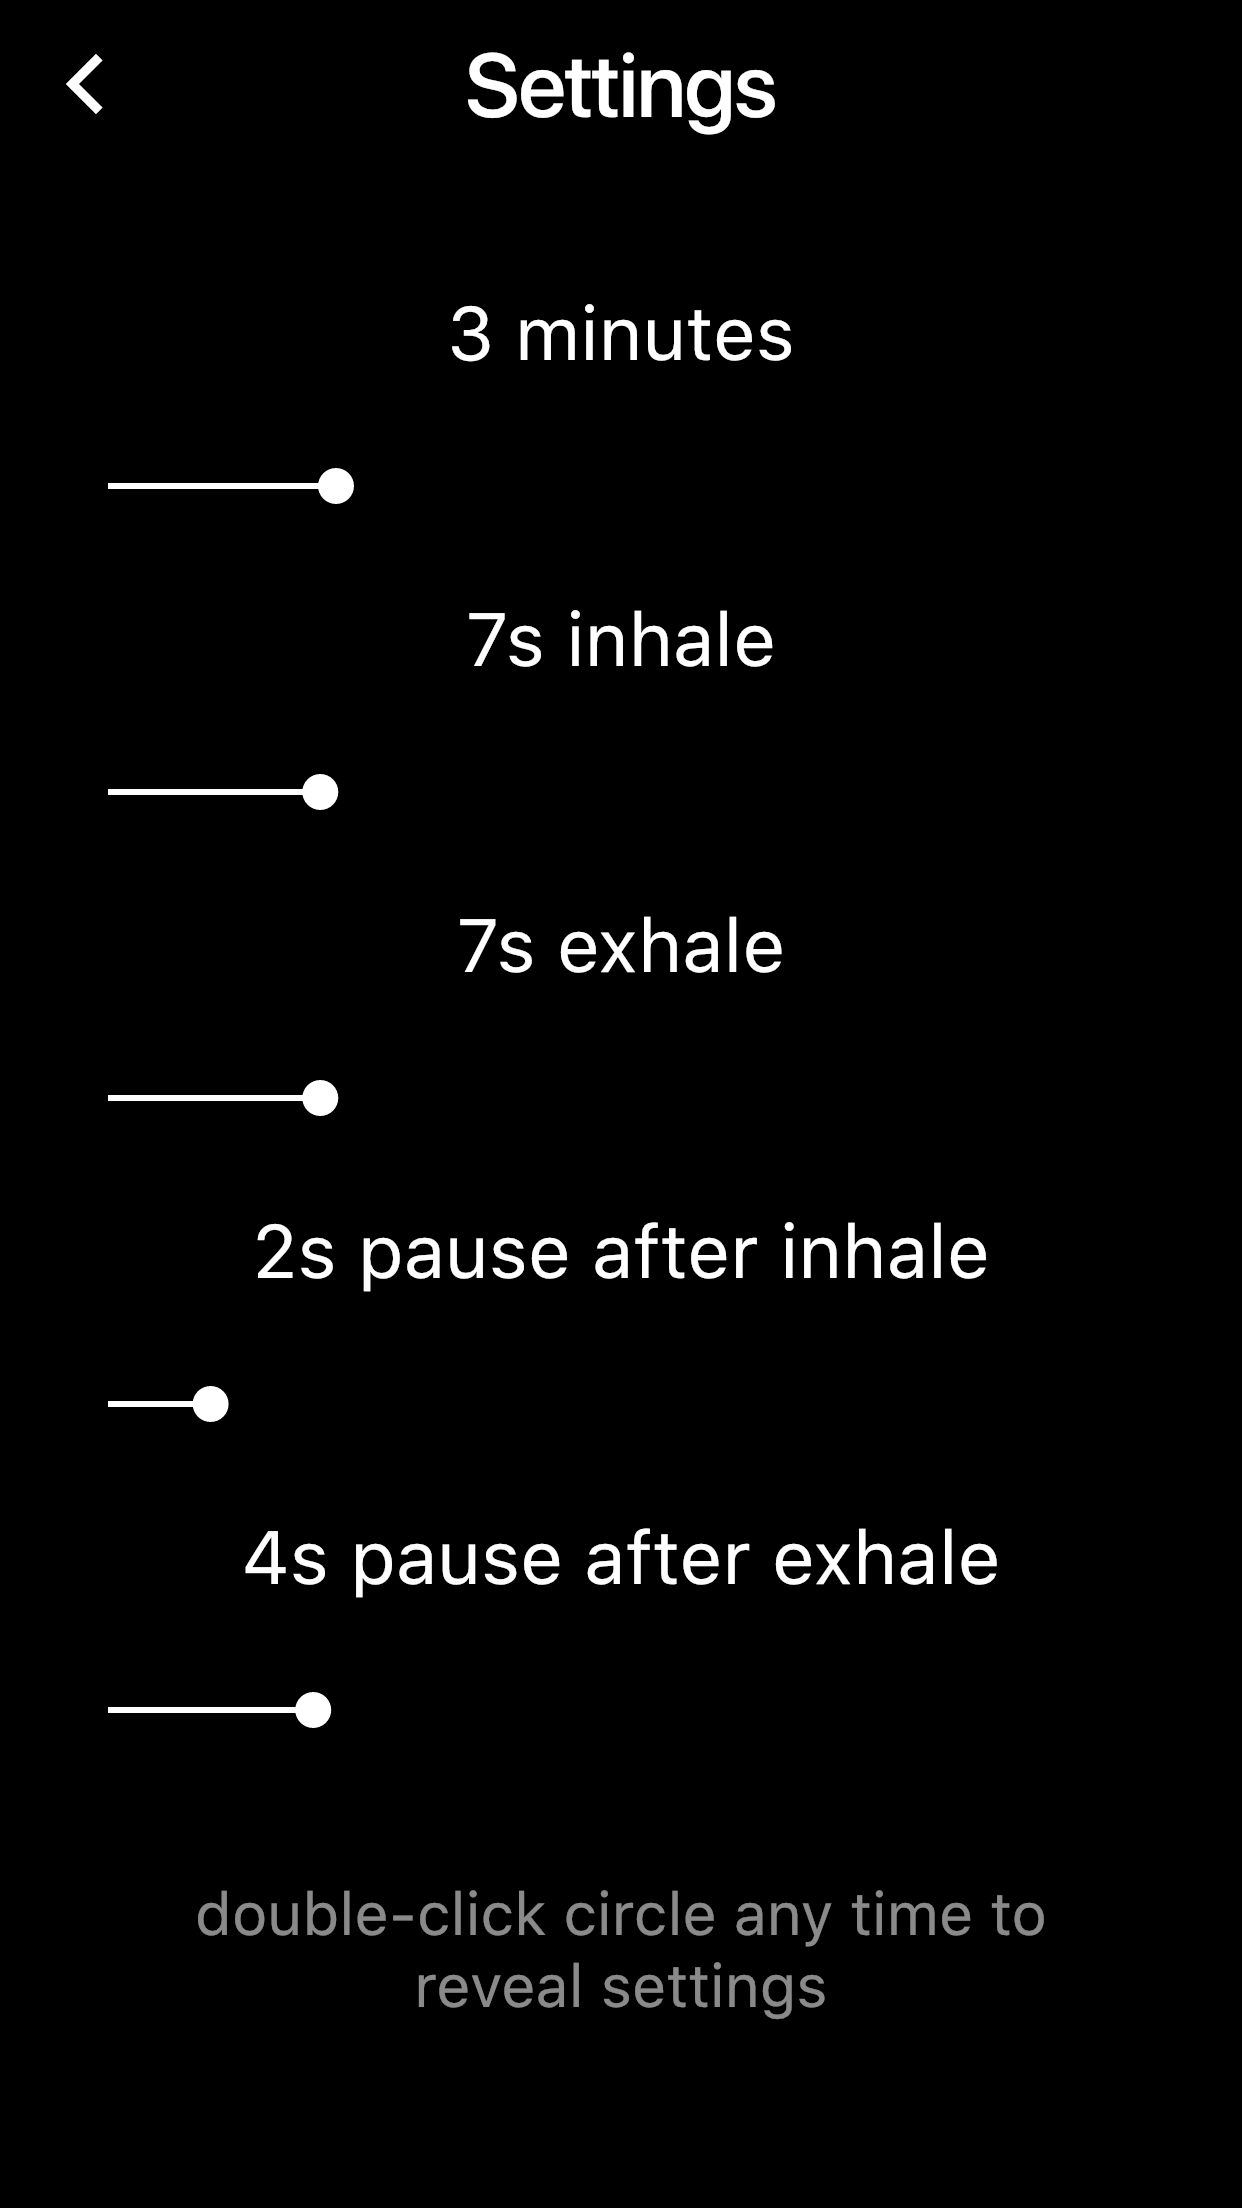 Settings
3 minutes
7s inhale
7s exhale
2s pause after inhale
4s pause after exhale
double-click circle any time to
reveal settings